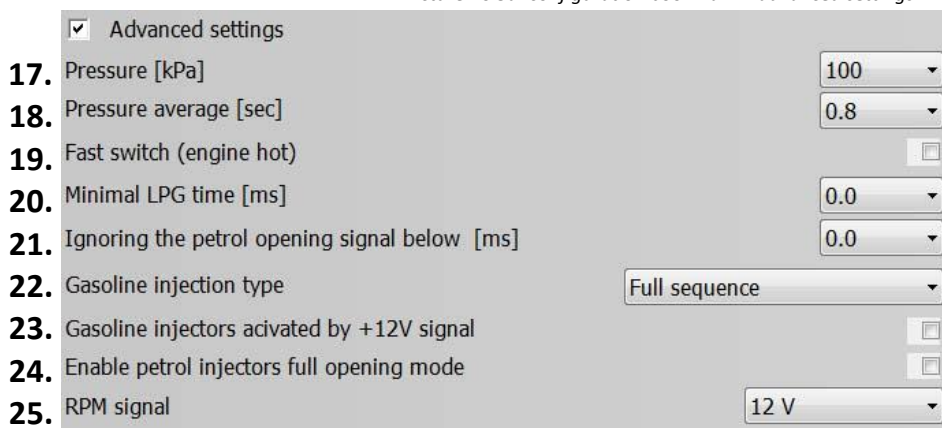 Advanced settings
17. Pressure [kPa] 100
18. Pressure average [sec] 0.8
19. Fast switch (engine hot)
20. Minimal LPG time [ms] 0.0
21. Ignoring the petrol opening signal below [ms] 0.0
22. Gasoline injection type Full sequence
23. Gasoline injectors acivated by +12V signal
24. Enable petrol injectors full opening mode
25. RPM signal 12 V